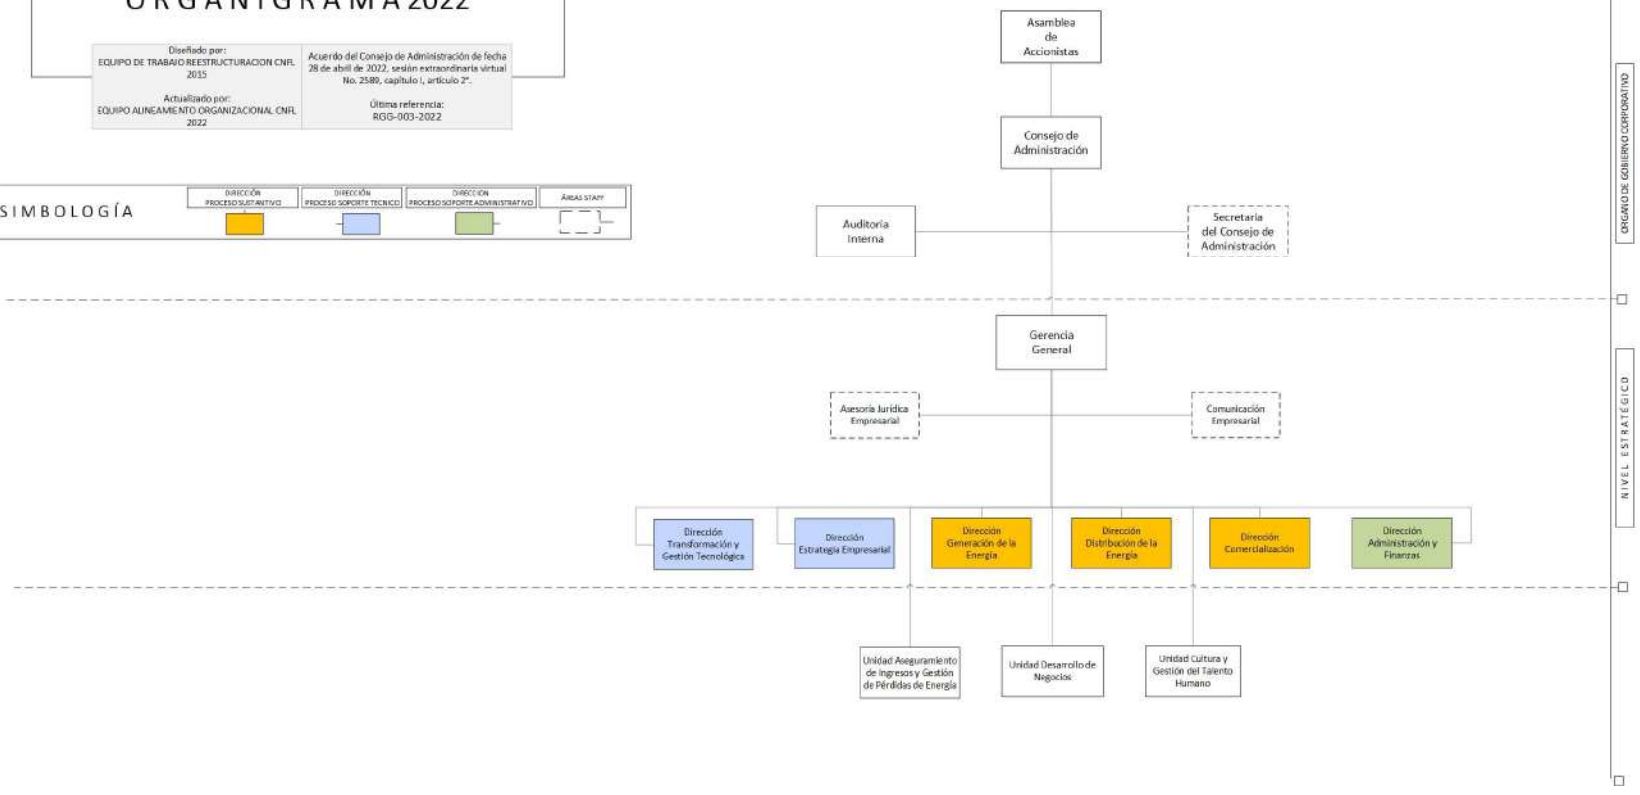 ORGANIGRAMA 2022
Diseñado por:
EQUIPO DE TRABAJO REESTRUCTURACION CNFL
2015
Actualizado por:
EQUIPO ALINEAMIENTO ORGANIZACIONAL CNFL
2022
Acuerdo del Consejo de Administración de fecha
28 de abril de 2022, sesión extraordinaria virtual
No. 2589, capítulo I, artículo 2°.
Última referencia:
RGG-003-2022
SIMBOLOGÍA
DIRECCIÓN
PROCESO SUSTANTIVO
DIRECCIÓN
PROCESO SOPORTE TECNICO
DIRECCIÓN
PROCESO SOPORTE ADMINISTRATIVO
ÁREAS STAFF
Asamblea
de
Accionistas
Consejo de
Administración
Auditoría
Interna
Secretaría
del Consejo de
Administración
ORGANO DE GOBIERNO CORPORATIVO
Gerencia
General
Asesoría Jurídica
Empresarial
Comunicación
Empresarial
NIVEL ESTRATÉGICO
Dirección
Transformación y
Gestión Tecnológica
Dirección
Estrategia Empresarial
Dirección
Generación de la
Energía
Dirección
Distribución de la
Energía
Dirección
Comercialización
Dirección
Administración y
Finanzas
Unidad Aseguramiento
de Ingresos y Gestión
de Pérdidas de Energía
Unidad Desarrollo de
Negocios
Unidad Cultura y
Gestión del Talento
Humano